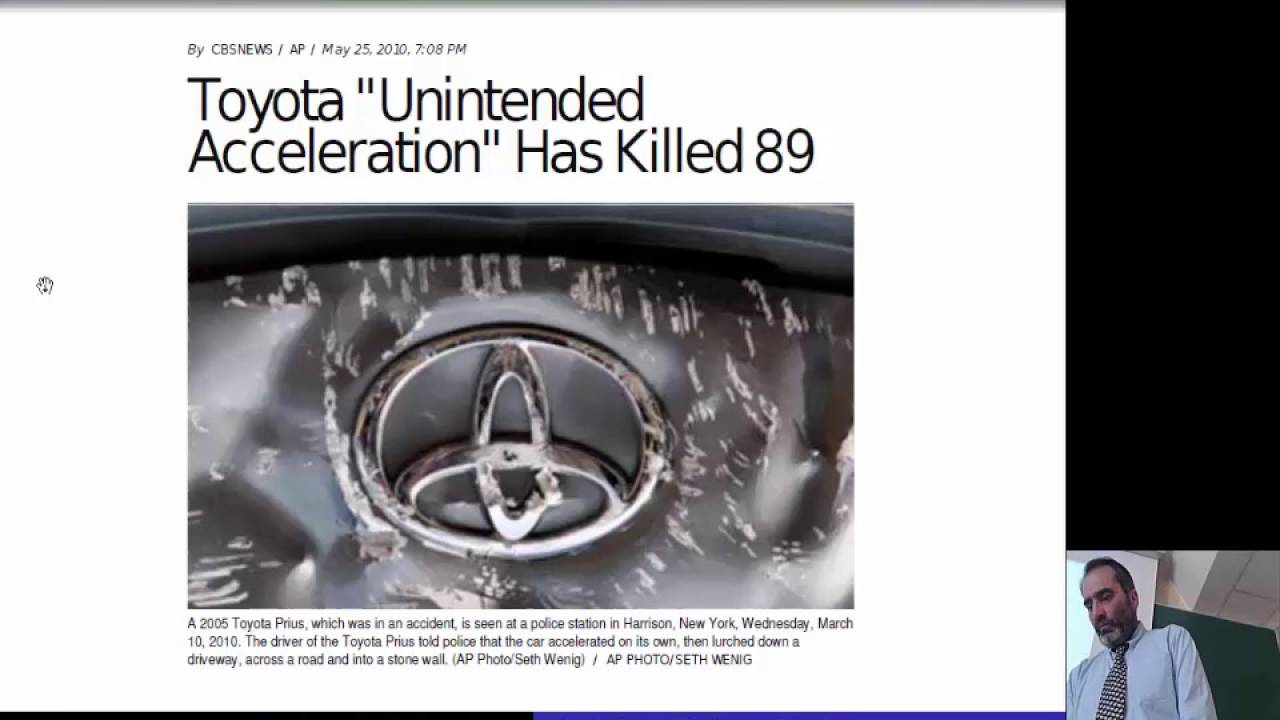 By CBSNEWS / AP / May 25, 2010, 7:08 PM
Toyota "Unintended
Acceleration" Has Killed 89
A 2005 Toyota Prius, which was in an accident, is seen at a police station in Harrison, New York, Wednesday, March
10, 2010. The driver of the Toyota Prius told police that the car accelerated on its own, then lurched down a
driveway, across a road and into a stone wall. (AP Photo/Seth Wenig) / AP PHOTO/SETH WENIG